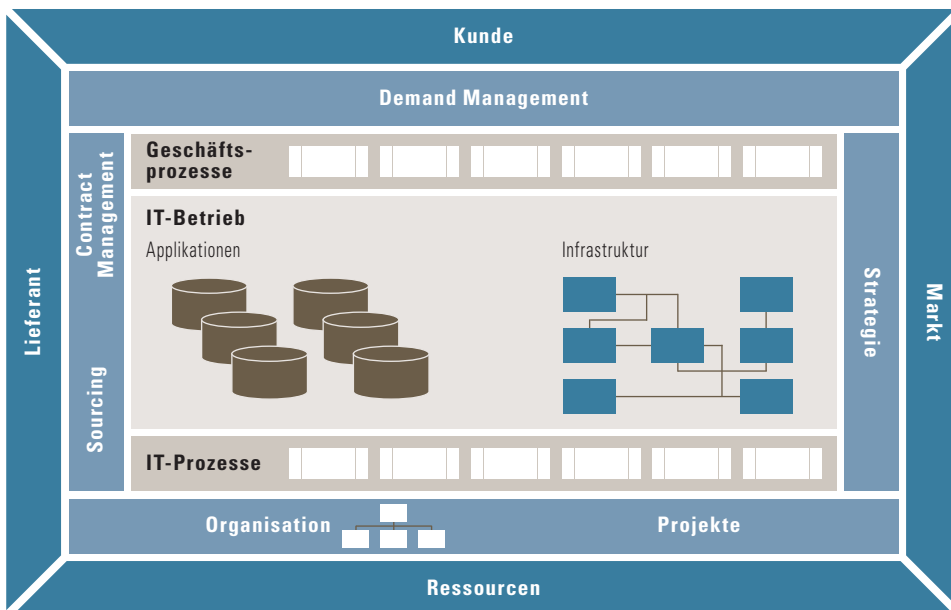 Kunde
Demand Management
Geschäfts-
prozesse
Contract
Management
IT-Betrieb
Applikationen
Infrastruktur
Lieferant
Sourcing
Strategie
Markt
IT-Prozesse
Organisation
Projekte
Ressourcen